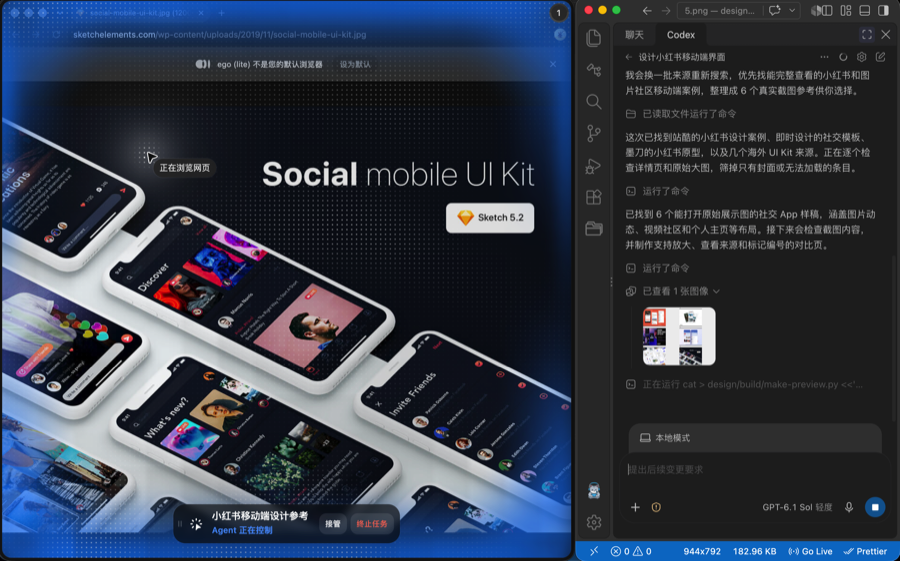 social-mobile-ui-kit.jpg (120
1
sketchelements.com/wp-content/uploads/2019/11/social-mobile-ui-kit.jpg
ego (lite) 不是您的默认浏览器
设为默认
正在浏览网页
Social mobile UI Kit
Sketch 5.2
Discover
What's new?
Invite Friends
小红书移动端设计参考
Agent 正在控制
接管
终止任务
5.png — design...
聊天
Codex
设计小红书移动端界面
我会换一批来源重新搜索，优先找能完整查看的小红书和图
片社区移动端案例，整理成 6 个真实截图参考供你选择。
已读取文件运行了命令
这次已找到站酷的小红书设计案例、即时设计的社交模板、
墨刀的小红书原型，以及几个海外 UI Kit 来源。正在逐个检
查详情页和原始大图，筛掉只有封面或无法加载的条目。
运行了命令
已找到 6 个能打开原始展示图的社交 App 样稿，涵盖图片动
态、视频社区和个人主页等布局。接下来会检查截图内容，
并制作支持放大、查看来源和标记编号的对比页。
运行了命令
已查看 1 张图像
正在运行 cat > design/build/make-preview.py <<'...
本地模式
提出后续变更要求
GPT-6.1 Sol 轻度
0 0
944x792
182.96 KB
Go Live
Prettier